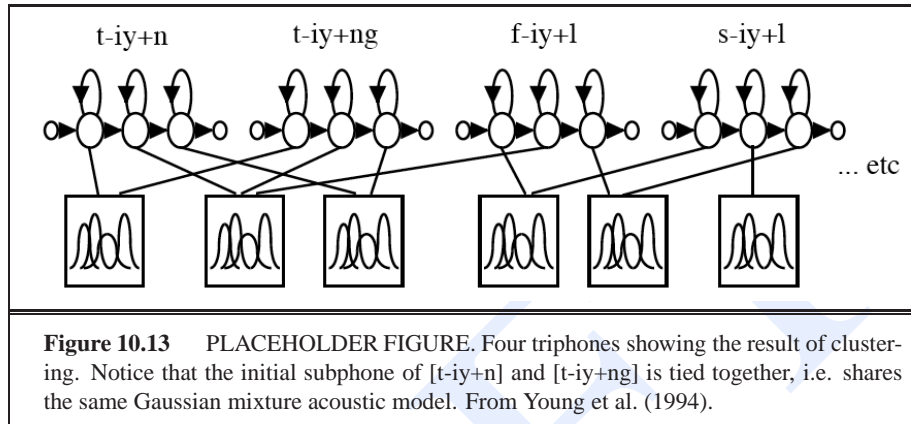 t-iy+n t-iy+ng f-iy+l s-iy+l
... etc
Figure 10.13 PLACEHOLDER FIGURE. Four triphones showing the result of cluster-
ing. Notice that the initial subphone of [t-iy+n] and [t-iy+ng] is tied together, i.e. shares
the same Gaussian mixture acoustic model. From Young et al. (1994).